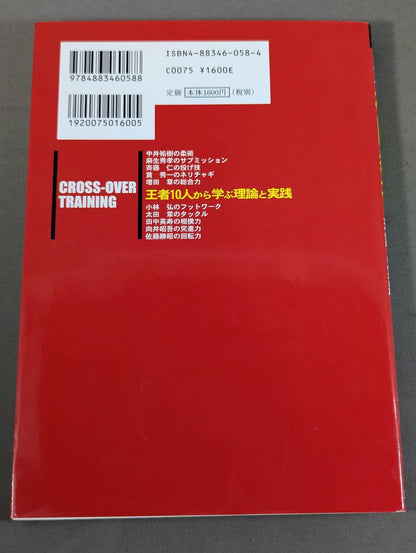 ISBN4-88346-058-4
C0075 ¥1600E
定価 本体1600円 (税別)
9784883460588
1920075016005
CROSS-OVER
TRAINING
中井祐樹の柔術
麻生秀孝のサブミッション
斉藤 仁の投げ技
黄 秀一のネリチャギ
増田 章の総合力
王者10人から学ぶ理論と実践
小林 弘のフットワーク
太田 章のタックル
田中英寿の相撲力
向井昭吾の突進力
佐藤勝昭の回転力